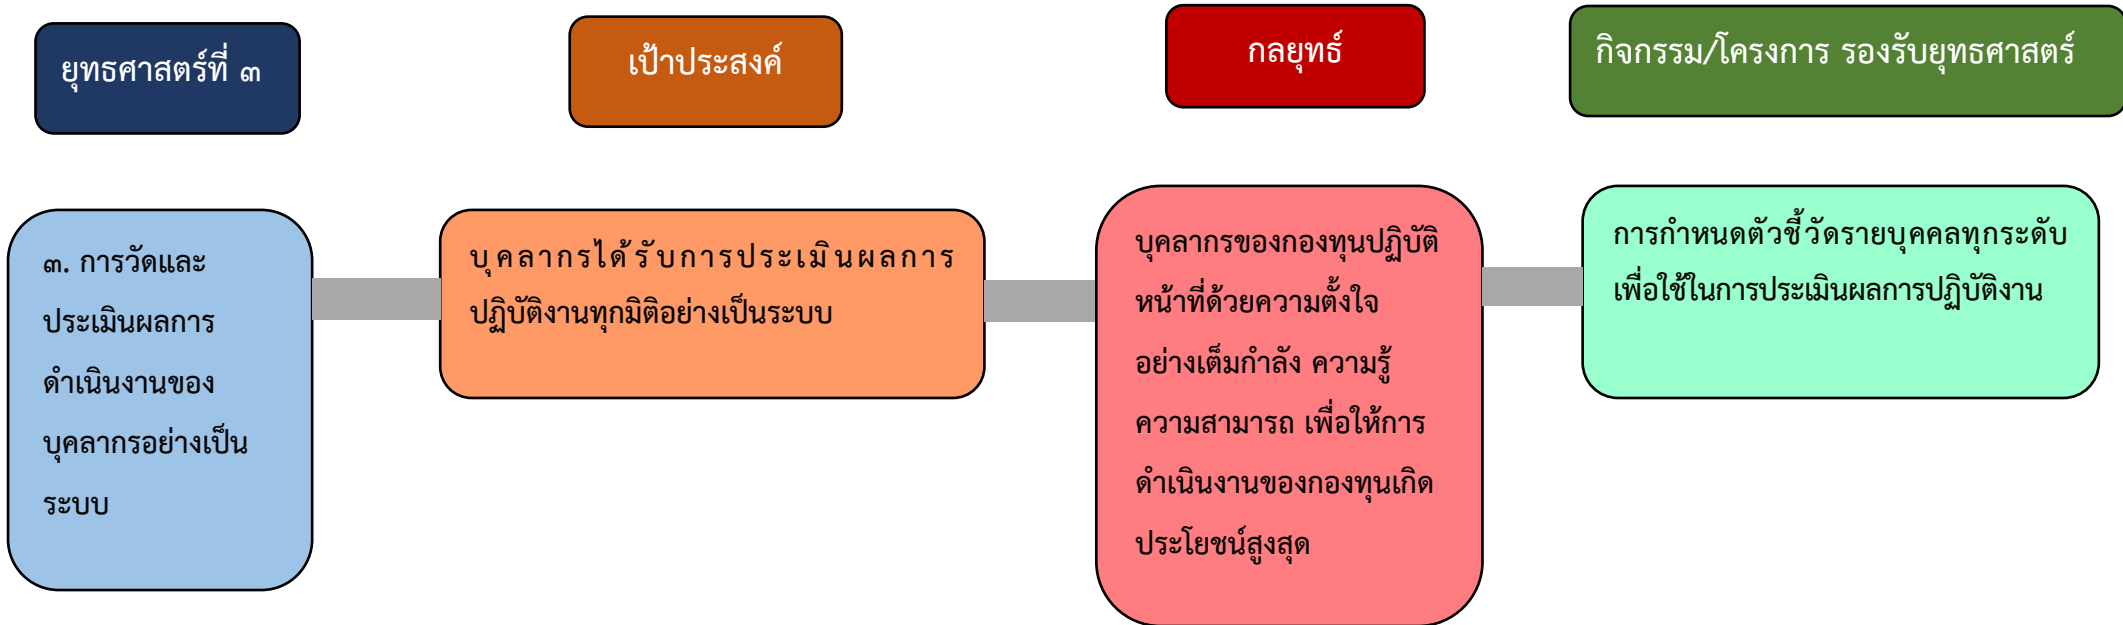 ยุทธศาสตร์ที่ ๓
เป้าประสงค์
กลยุทธ์
กิจกรรม/โครงการ รองรับยุทธศาสตร์
๓. การวัดและ
ประเมินผลการ
ดำเนินงานของ
บุคลากรอย่างเป็น
ระบบ
บุคลากรได้รับการประเมินผลการ
ปฏิบัติงานทุกมิติอย่างเป็นระบบ
บุคลากรของกองทุนปฏิบัติ
หน้าที่ด้วยความตั้งใจ
อย่างเต็มกำลัง ความรู้
ความสามารถ เพื่อให้การ
ดำเนินงานของกองทุนเกิด
ประโยชน์สูงสุด
การกำหนดตัวชี้วัดรายบุคคลทุกระดับ
เพื่อใช้ในการประเมินผลการปฏิบัติงาน